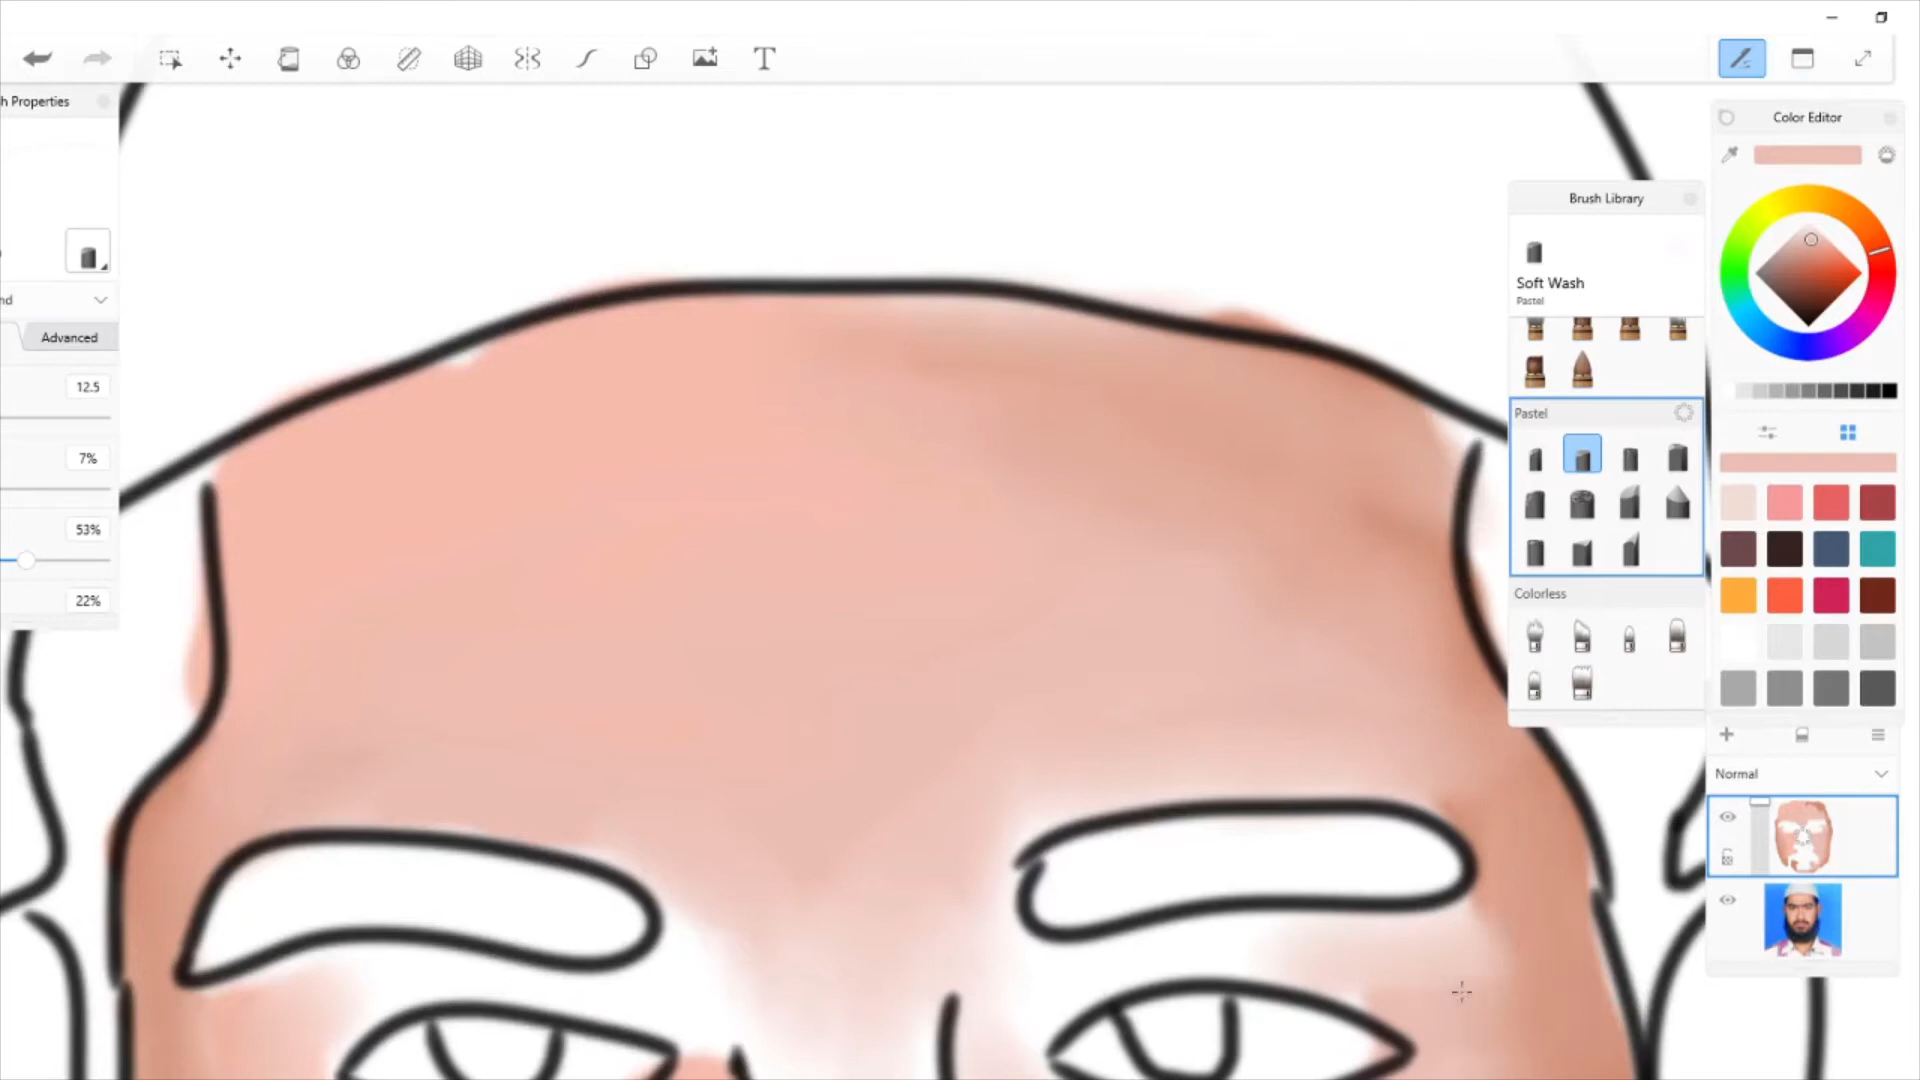 h Properties
nd
Advanced
12.5
7%
53%
22%
Brush Library
Soft Wash
Pastel
Pastel
Colorless
Color Editor
Normal